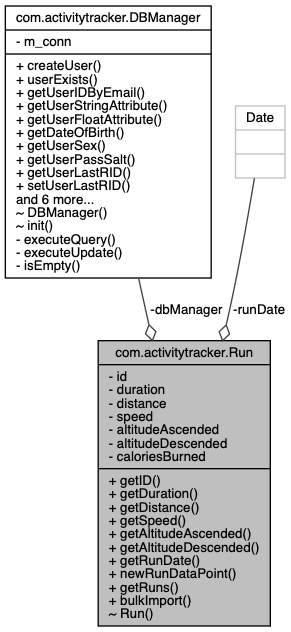 com.activitytracker.DBManager
- m_conn
+ createUser()
+ userExists()
+ getUserIDByEmail()
+ getUserStringAttribute()
+ getUserFloatAttribute()
+ getDateOfBirth()
+ getUserSex()
+ getUserPassSalt()
+ getUserLastRID()
+ setUserLastRID()
and 6 more...
~ DBManager()
~ init()
- executeQuery()
- executeUpdate()
- isEmpty()
Date
-dbManager
-runDate
com.activitytracker.Run
- id
- duration
- distance
- speed
- altitudeAscended
- altitudeDescended
- caloriesBurned
+ getID()
+ getDuration()
+ getDistance()
+ getSpeed()
+ getAltitudeAscended()
+ getAltitudeDescended()
+ getRunDate()
+ newRunDataPoint()
+ getRuns()
+ bulkImport()
~ Run()